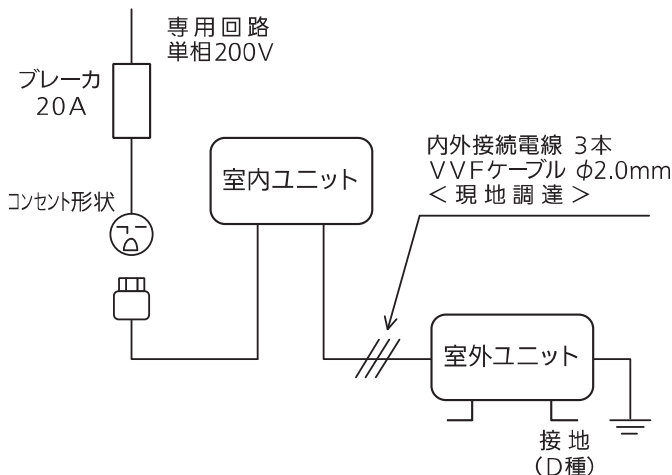 専用回路
単相200V
ブレーカ
20A
コンセント形状
室内ユニット
内外接続電線 3本
VVFケーブル φ2.0mm
<現地調達>
室外ユニット
接地
(D種)